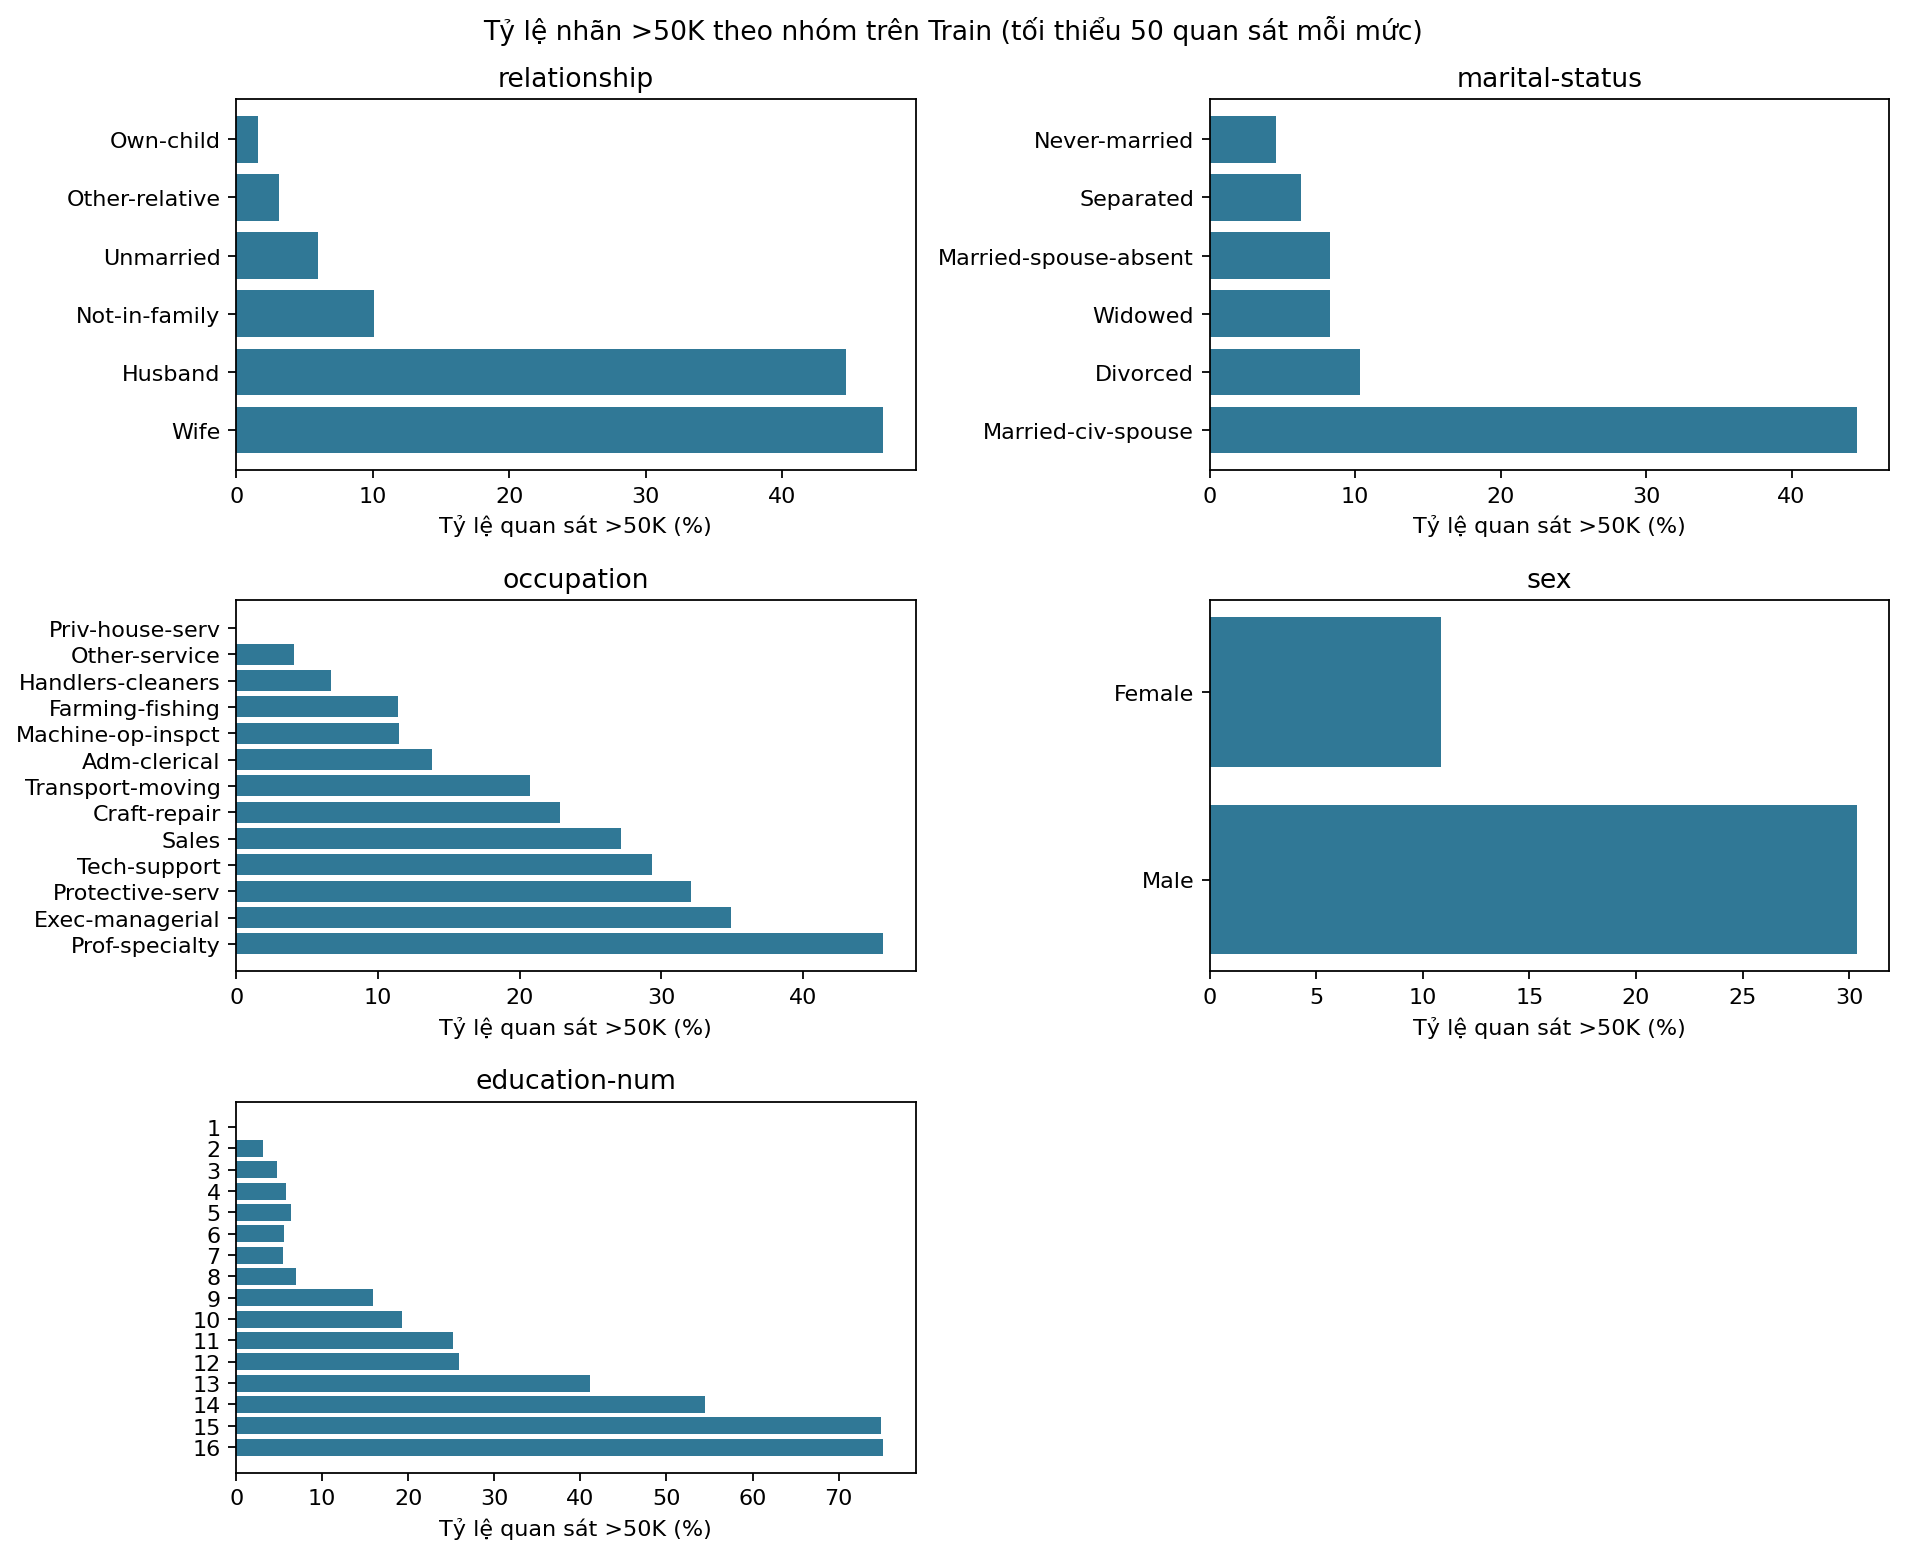 Tỷ lệ nhãn >50K theo nhóm trên Train (tối thiểu 50 quan sát mỗi mức)
relationship
Own-child
Other-relative
Unmarried
Not-in-family
Husband
Wife
0 10 20 30 40
Tỷ lệ quan sát >50K (%)
marital-status
Never-married
Separated
Married-spouse-absent
Widowed
Divorced
Married-civ-spouse
0 10 20 30 40
Tỷ lệ quan sát >50K (%)
occupation
Priv-house-serv
Other-service
Handlers-cleaners
Farming-fishing
Machine-op-inspct
Adm-clerical
Transport-moving
Craft-repair
Sales
Tech-support
Protective-serv
Exec-managerial
Prof-specialty
0 10 20 30 40
Tỷ lệ quan sát >50K (%)
sex
Female
Male
0 5 10 15 20 25 30
Tỷ lệ quan sát >50K (%)
education-num
1
2
3
4
5
6
7
8
9
10
11
12
13
14
15
16
0 10 20 30 40 50 60 70
Tỷ lệ quan sát >50K (%)